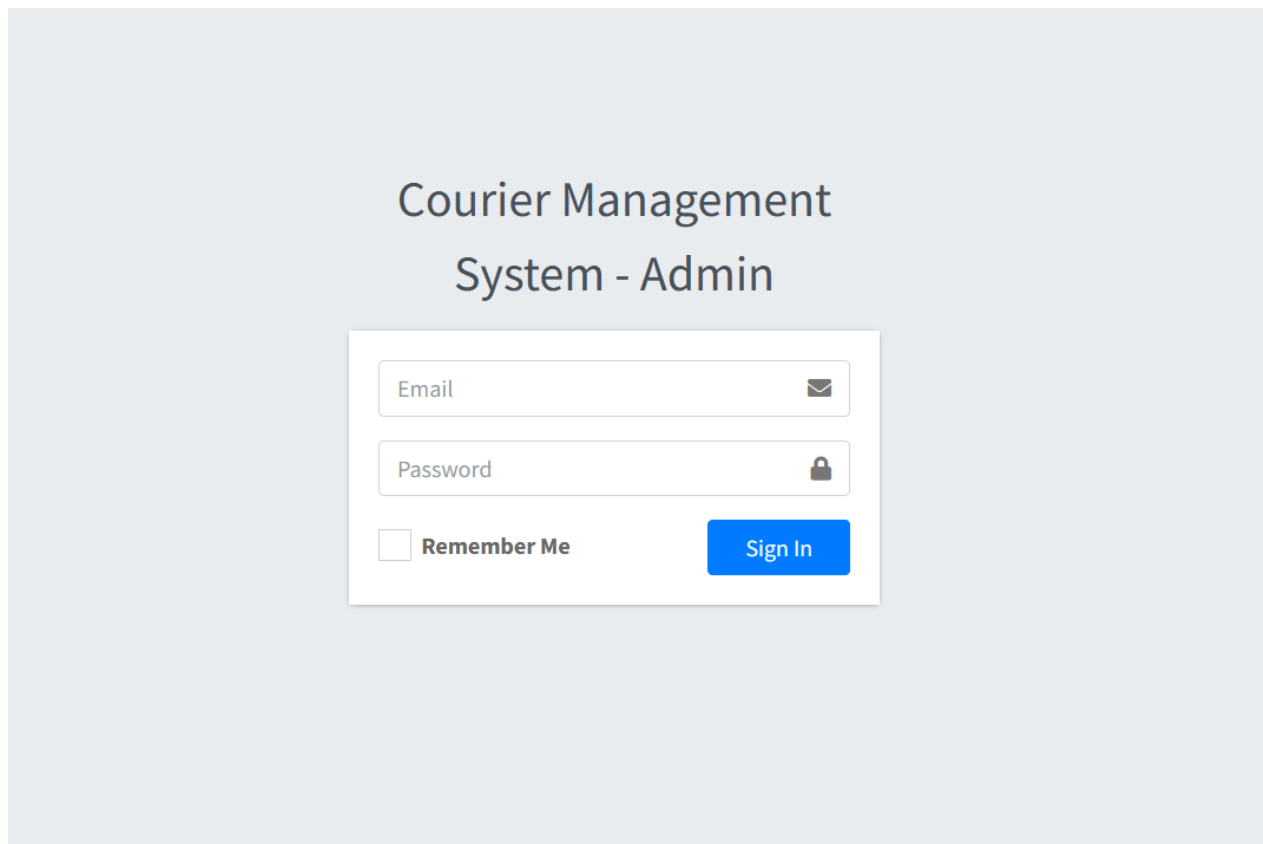 Courier Management
System - Admin
Email
Password
Remember Me
Sign In